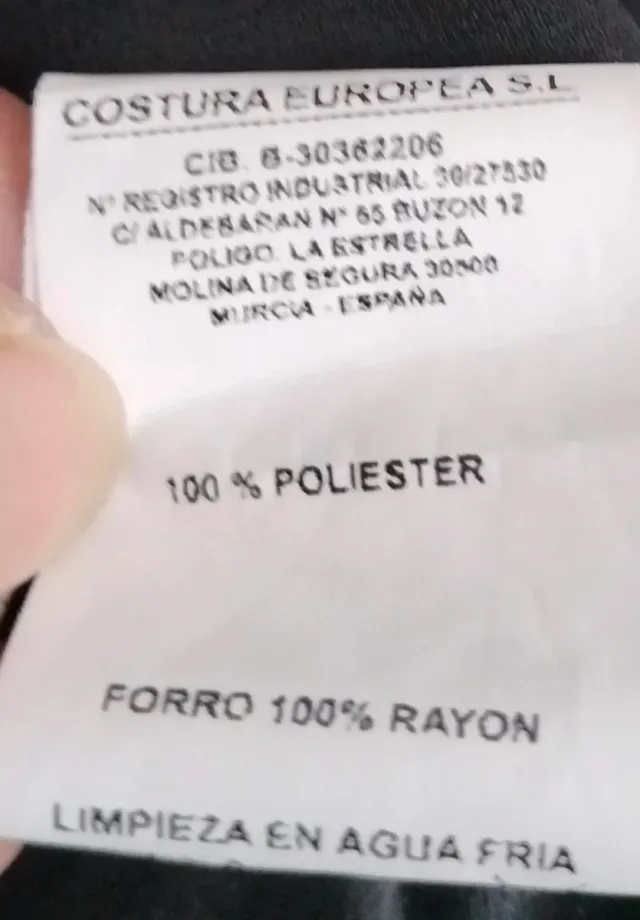 COSTURA EUROPEA S.L
CIB. B-30362206
Nº REGISTRO INDUSTRIAL 30/27530
C/ ALDEBARAN Nº 65 BUZON 12
POLIGO. LA ESTRELLA
MOLINA DE SEGURA 30500
MURCIA - ESPAÑA
100 % POLIESTER
FORRO 100% RAYON
LIMPIEZA EN AGUA FRIA